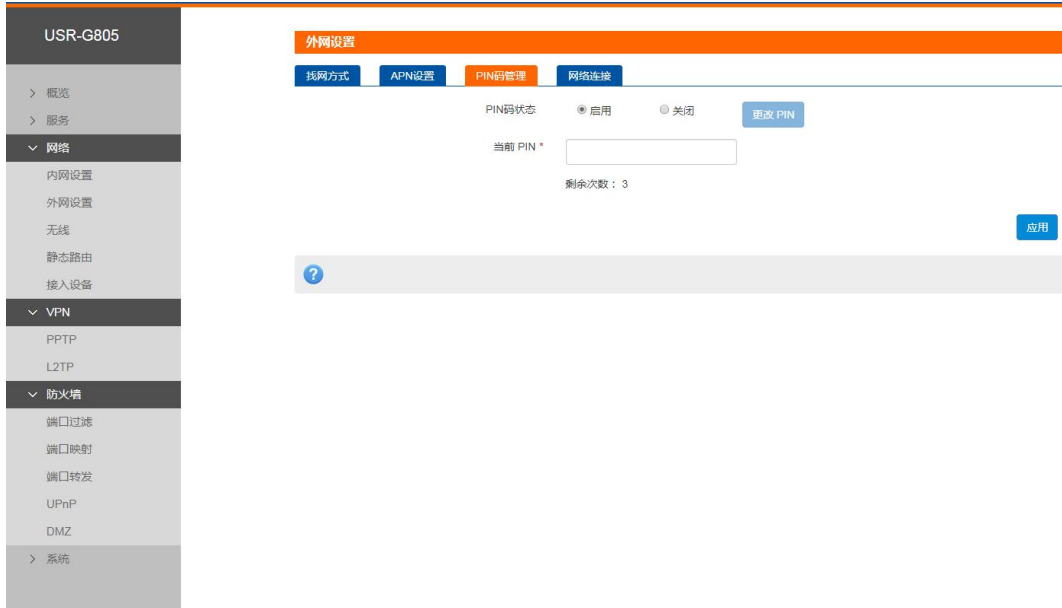 USR-G805
概览
服务
网络
内网设置
外网设置
无线
静态路由
接入设备
VPN
PPTP
L2TP
防火墙
端口过滤
端口映射
端口转发
UPnP
DMZ
系统
外网设置
找网方式 APN设置 PIN码管理 网络连接
PIN码状态 启用 关闭 更改 PIN
当前 PIN *
剩余次数： 3
应用
?